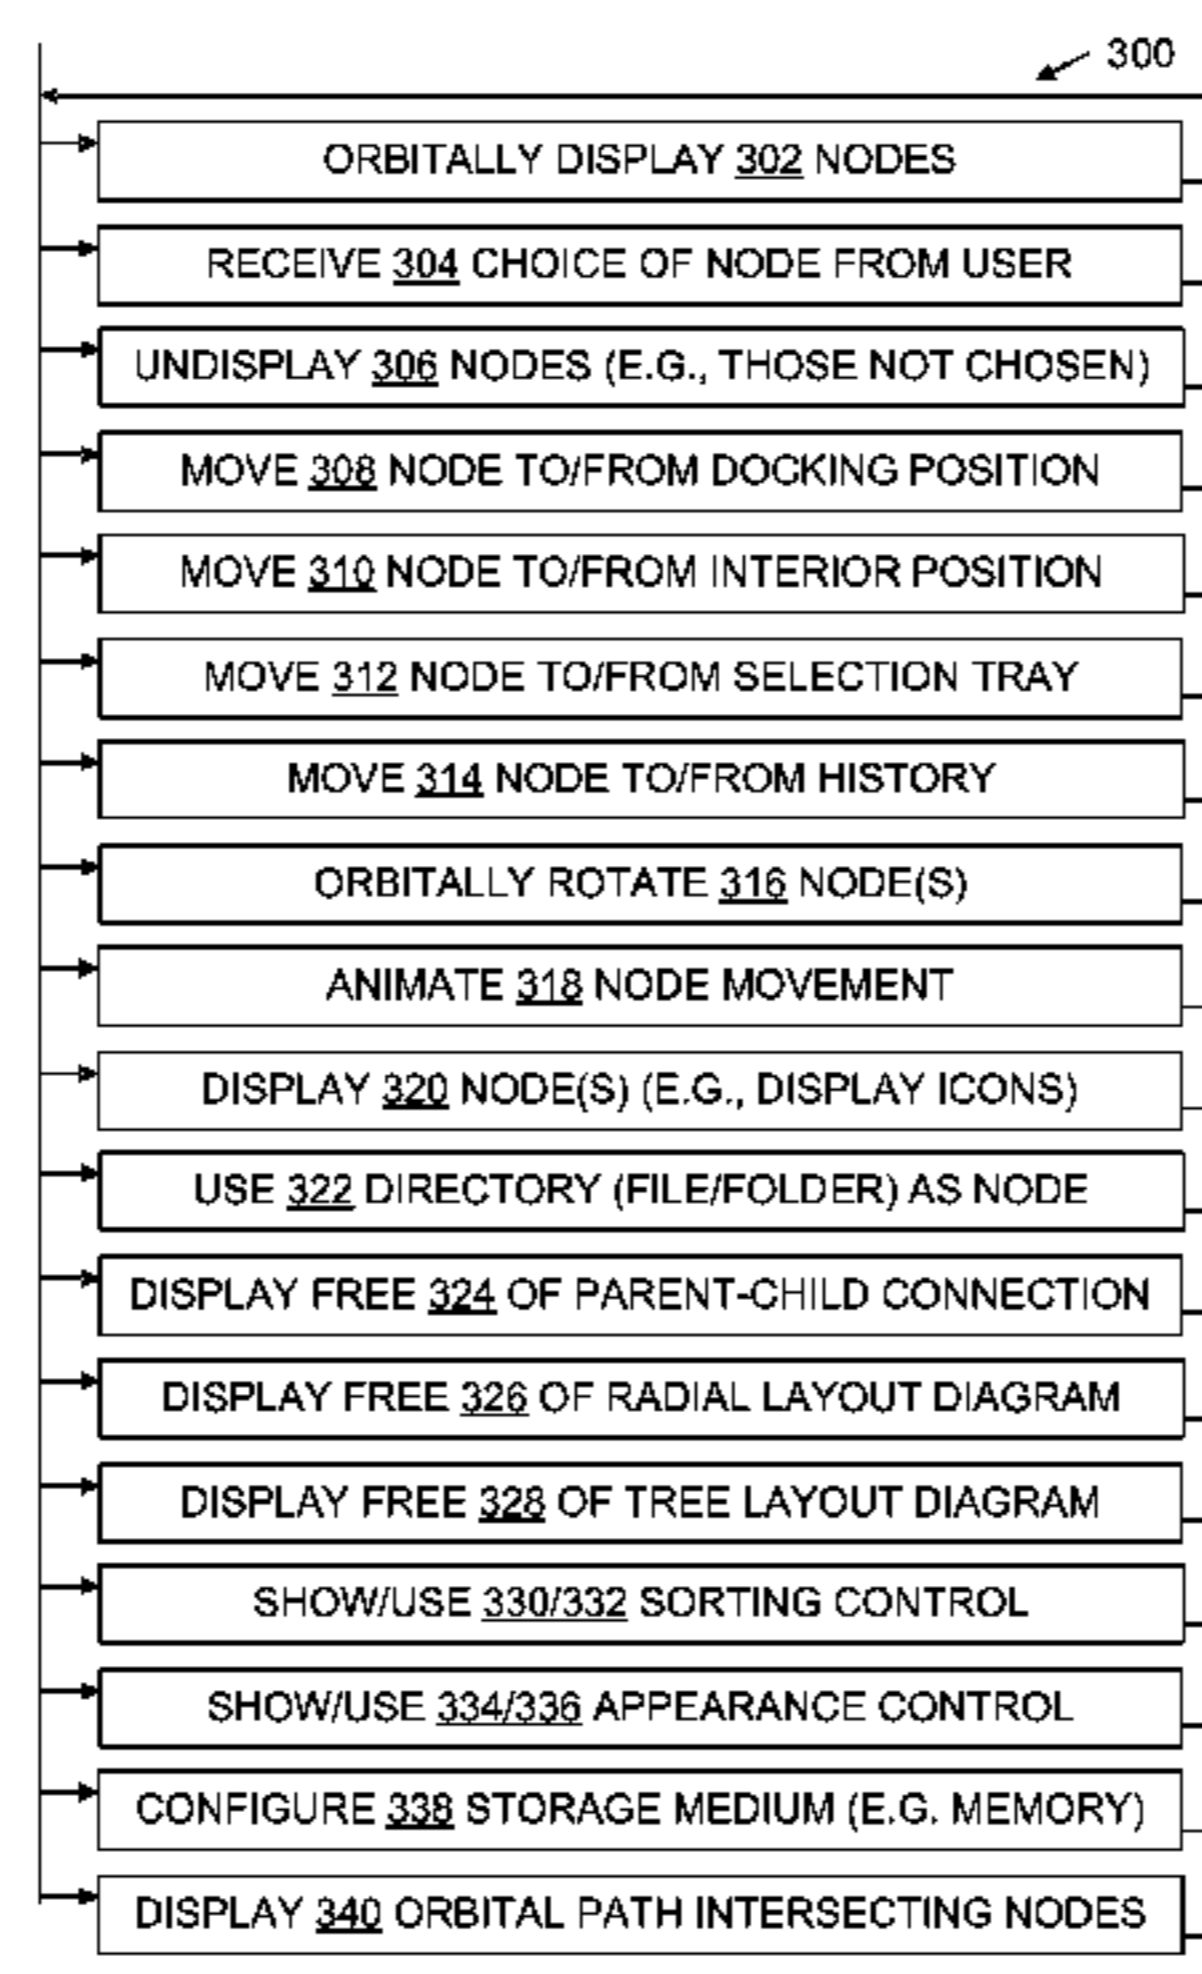 300
ORBITALLY DISPLAY 302 NODES
RECEIVE 304 CHOICE OF NODE FROM USER
UNDISPLAY 306 NODES (E.G., THOSE NOT CHOSEN)
MOVE 308 NODE TO/FROM DOCKING POSITION
MOVE 310 NODE TO/FROM INTERIOR POSITION
MOVE 312 NODE TO/FROM SELECTION TRAY
MOVE 314 NODE TO/FROM HISTORY
ORBITALLY ROTATE 316 NODE(S)
ANIMATE 318 NODE MOVEMENT
DISPLAY 320 NODE(S) (E.G., DISPLAY ICONS)
USE 322 DIRECTORY (FILE/FOLDER) AS NODE
DISPLAY FREE 324 OF PARENT-CHILD CONNECTION
DISPLAY FREE 326 OF RADIAL LAYOUT DIAGRAM
DISPLAY FREE 328 OF TREE LAYOUT DIAGRAM
SHOW/USE 330/332 SORTING CONTROL
SHOW/USE 334/336 APPEARANCE CONTROL
CONFIGURE 338 STORAGE MEDIUM (E.G. MEMORY)
DISPLAY 340 ORBITAL PATH INTERSECTING NODES